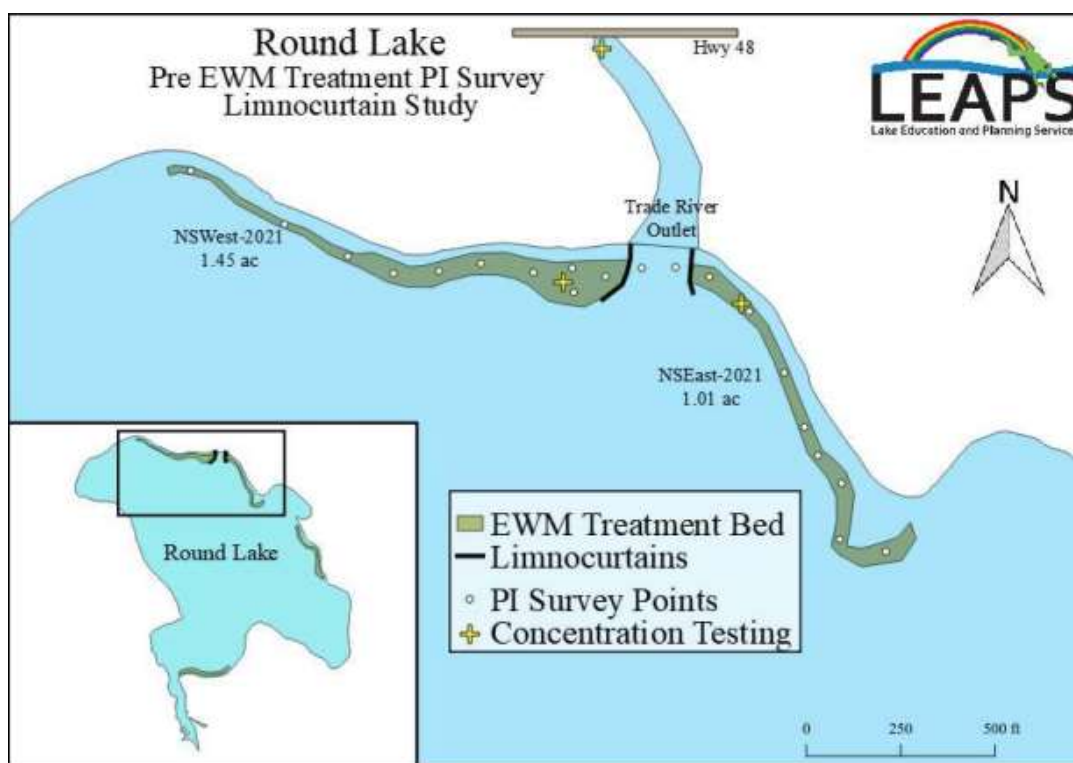 Round Lake
Pre EWM Treatment PI Survey
Limnocurtain Study
Hwy 48
LEAPS
Lake Education and Planning Service
N
Trade River
Outlet
NSWest-2021
1.45 ac
NSEast-2021
1.01 ac
Round Lake
EWM Treatment Bed
Limnocurtains
PI Survey Points
Concentration Testing
0 250 500 ft